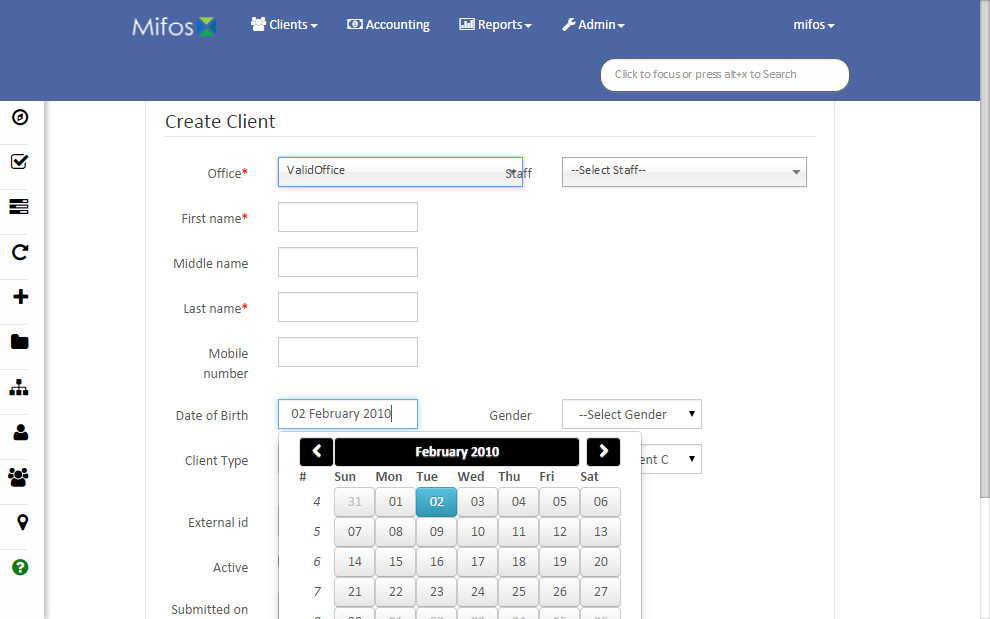 Mifos Clients Accounting Reports Admin mifos
Click to focus or press alt+x to Search
Create Client
Office* ValidOffice Staff --Select Staff--
First name*
Middle name
Last name*
Mobile
number
Date of Birth 02 February 2010 Gender --Select Gender
Client Type ent C
February 2010
# Sun Mon Tue Wed Thu Fri Sat
4 31 01 02 03 04 05 06
External id
5 07 08 09 10 11 12 13
6 14 15 16 17 18 19 20
Active
7 21 22 23 24 25 26 27
Submitted on